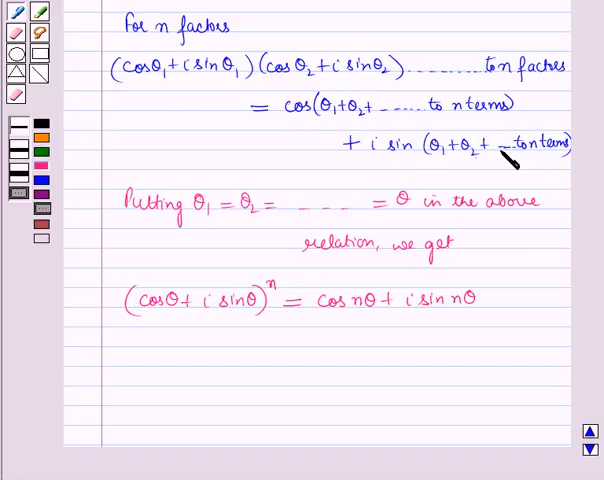 For n factors
(cosθ₁+i sinθ₁) (cosθ₂+i sinθ₂) ............ to n factors
= cos(θ₁+θ₂+ ...... to n terms)
+ i sin (θ₁+θ₂+ ... to n terms)
Putting θ₁ = θ₂ = _ _ _ _ = θ in the above
relation, we get
(cosθ + i sinθ)ⁿ = cos nθ + i sin nθ